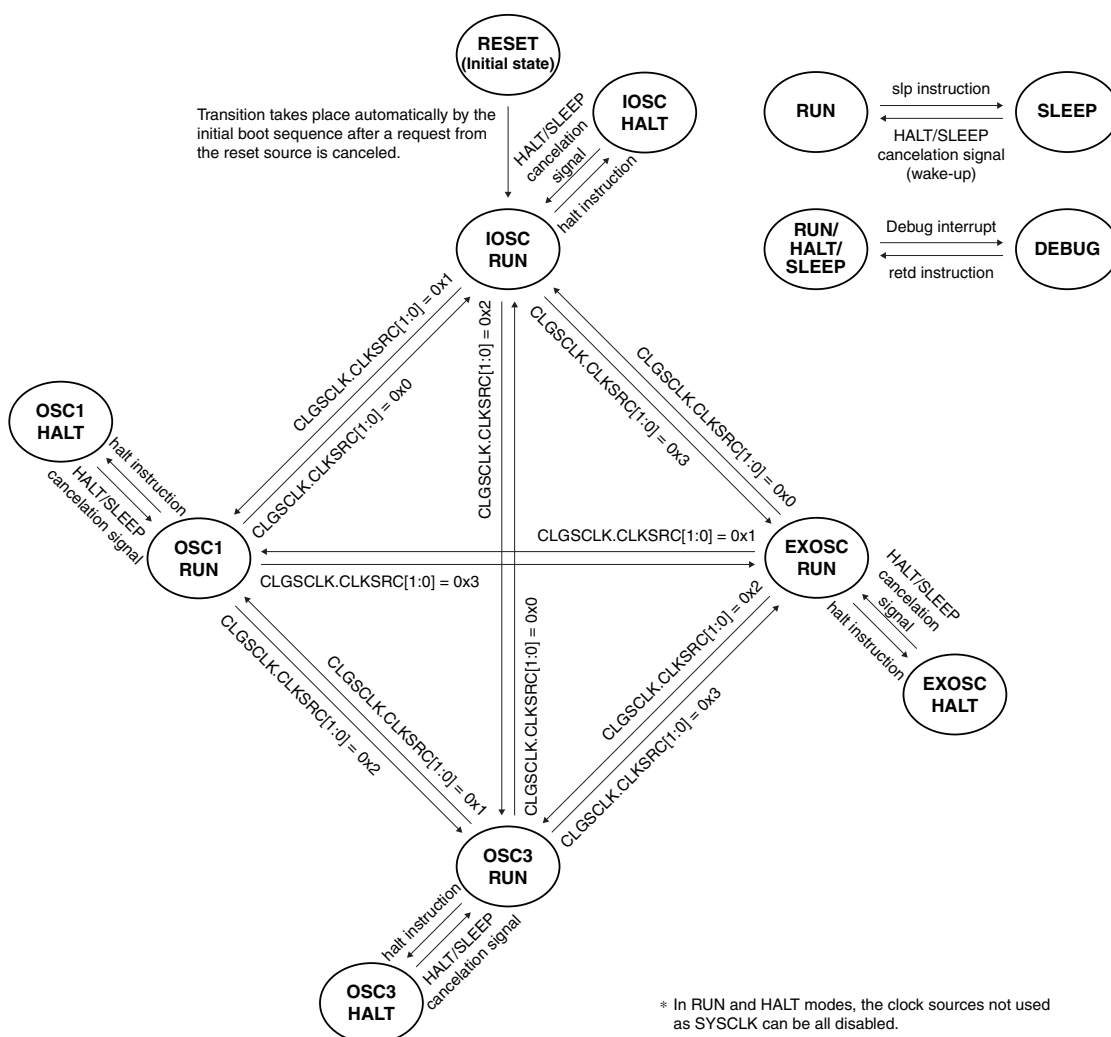 RESET
(Initial state)
Transition takes place automatically by the
initial boot sequence after a request from
the reset source is canceled.
HALT/SLEEP
cancelation
signal
halt instruction
IOSC
HALT
IOSC
RUN
RUN
slp instruction
HALT/SLEEP
cancelation signal
(wake-up)
SLEEP
RUN/
HALT/
SLEEP
Debug interrupt
retd instruction
DEBUG
CLGSCLK.CLKSRC[1:0] = 0x1
CLGSCLK.CLKSRC[1:0] = 0x0
CLGSCLK.CLKSRC[1:0] = 0x2
CLGSCLK.CLKSRC[1:0] = 0x0
CLGSCLK.CLKSRC[1:0] = 0x3
CLGSCLK.CLKSRC[1:0] = 0x0
OSC1
HALT
halt instruction
HALT/SLEEP
cancelation signal
OSC1
RUN
CLGSCLK.CLKSRC[1:0] = 0x1
CLGSCLK.CLKSRC[1:0] = 0x3
EXOSC
RUN
HALT/SLEEP
cancelation
signal
halt instruction
EXOSC
HALT
CLGSCLK.CLKSRC[1:0] = 0x1
CLGSCLK.CLKSRC[1:0] = 0x2
CLGSCLK.CLKSRC[1:0] = 0x2
CLGSCLK.CLKSRC[1:0] = 0x3
OSC3
RUN
halt instruction
HALT/SLEEP
cancelation signal
OSC3
HALT
* In RUN and HALT modes, the clock sources not used
as SYSCLK can be all disabled.